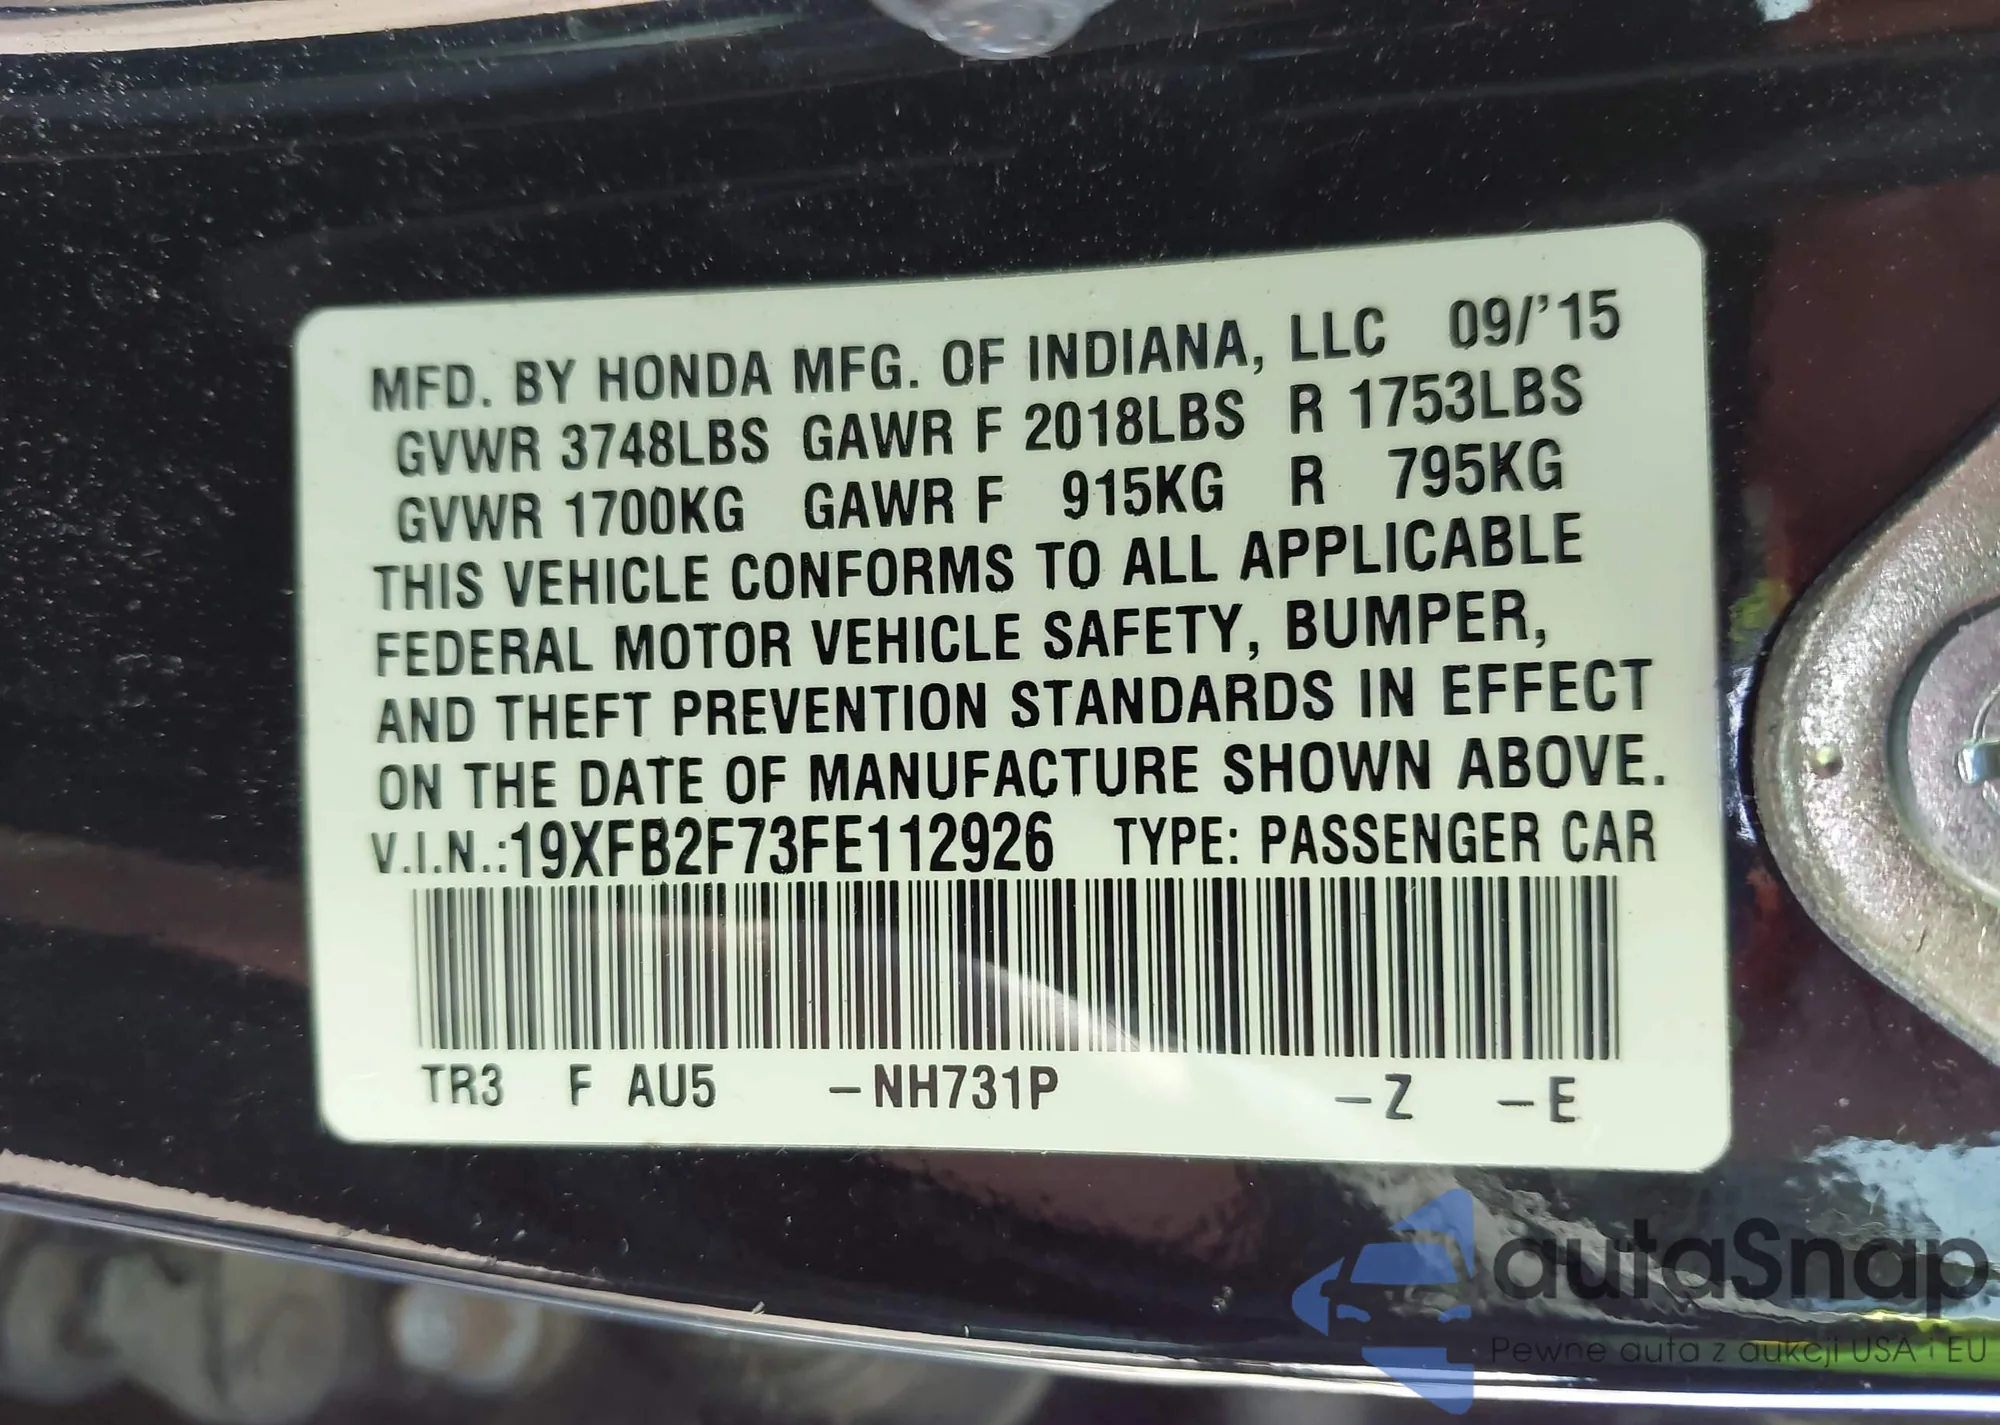 MFD. BY HONDA MFG. OF INDIANA, LLC 09/'15
GVWR 3748LBS GAWR F 2018LBS R 1753LBS
GVWR 1700KG GAWR F 915KG R 795KG
THIS VEHICLE CONFORMS TO ALL APPLICABLE
FEDERAL MOTOR VEHICLE SAFETY, BUMPER,
AND THEFT PREVENTION STANDARDS IN EFFECT
ON THE DATE OF MANUFACTURE SHOWN ABOVE.
V.I.N.:19XFB2F73FE112926 TYPE: PASSENGER CAR
TR3 F AU5 –NH731P –Z –E
autaSnap
Pewne auta z aukcji USA i EU